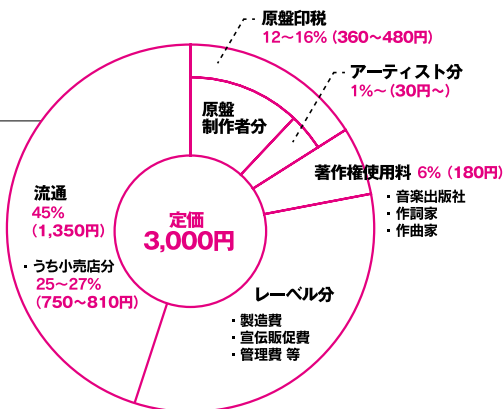 原盤印税
12〜16%（360〜480円）
アーティスト分
1%〜（30円〜）
原盤
制作者分
著作権使用料 6%（180円）
・音楽出版社
・作詞家
・作曲家
流通
45%
（1,350円）
・うち小売店分
25〜27%
（750〜810円）
定価
3,000円
レーベル分
・製造費
・宣伝販促費
・管理費 等